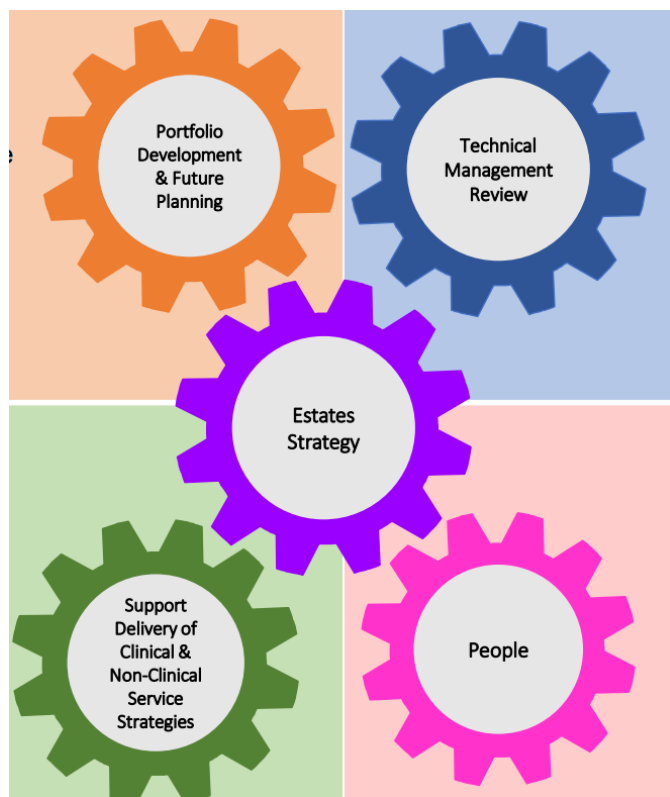 e
Portfolio
Development
& Future
Planning
Technical
Management
Review
Estates
Strategy
Support
Delivery of
Clinical &
Non-Clinical
Service
Strategies
People